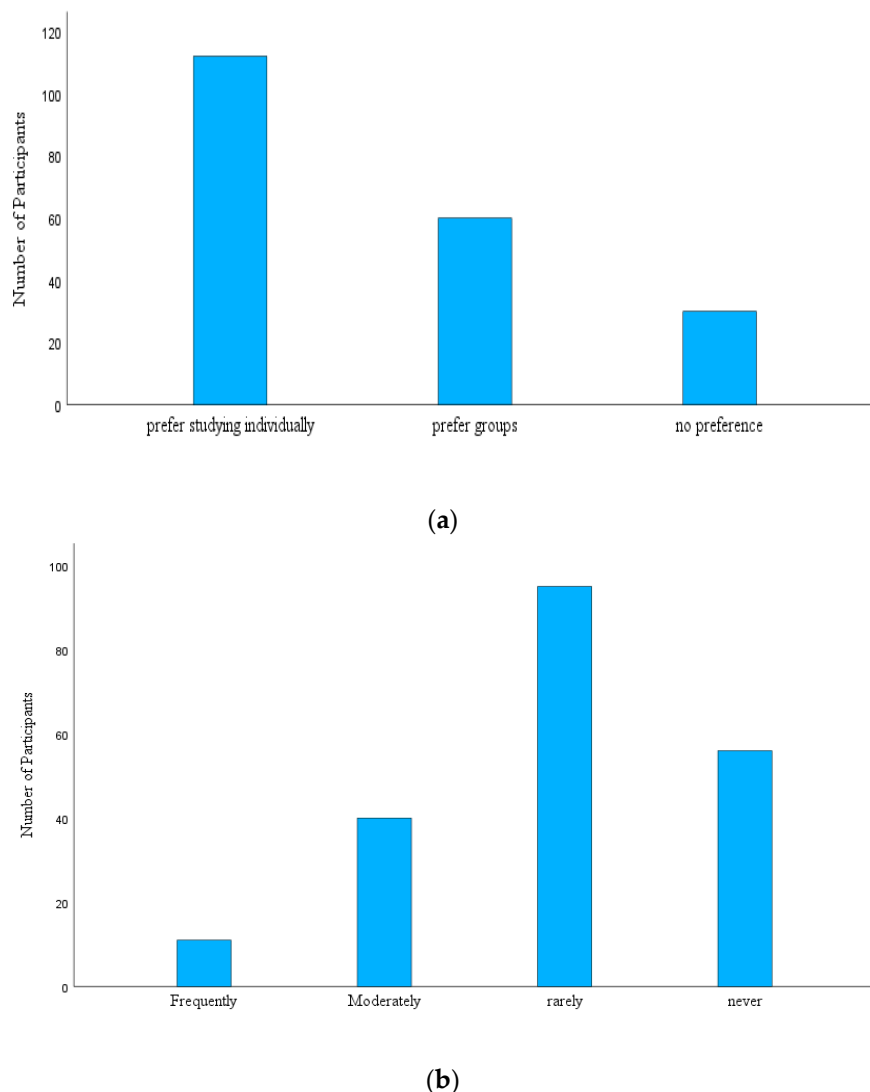 Number of Participants
120
100
80
60
40
20
0
prefer studying individually
prefer groups
no preference
(a)
Number of Participants
100
80
60
40
20
0
Frequently
Moderately
rarely
never
(b)